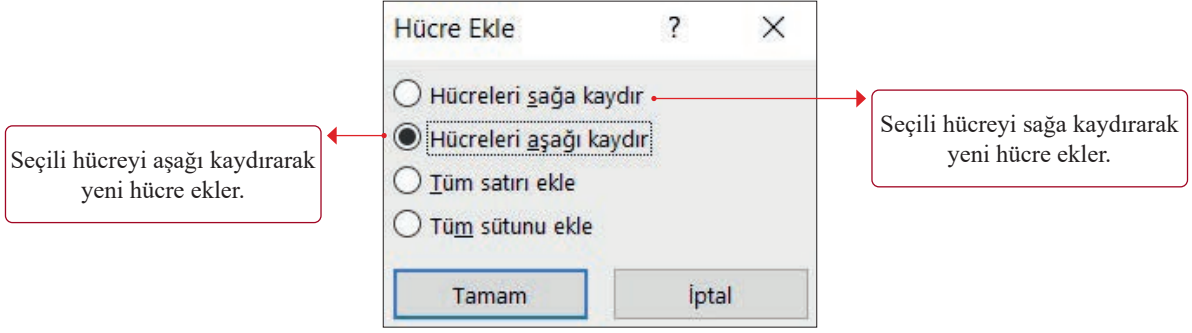 Hücre Ekle ? ×
Hücreleri sağa kaydır
Hücreleri aşağı kaydır
Tüm satırı ekle
Tüm sütunu ekle
Tamam İptal
Seçili hücreyi aşağı kaydırarak
yeni hücre ekler.
Seçili hücreyi sağa kaydırarak
yeni hücre ekler.